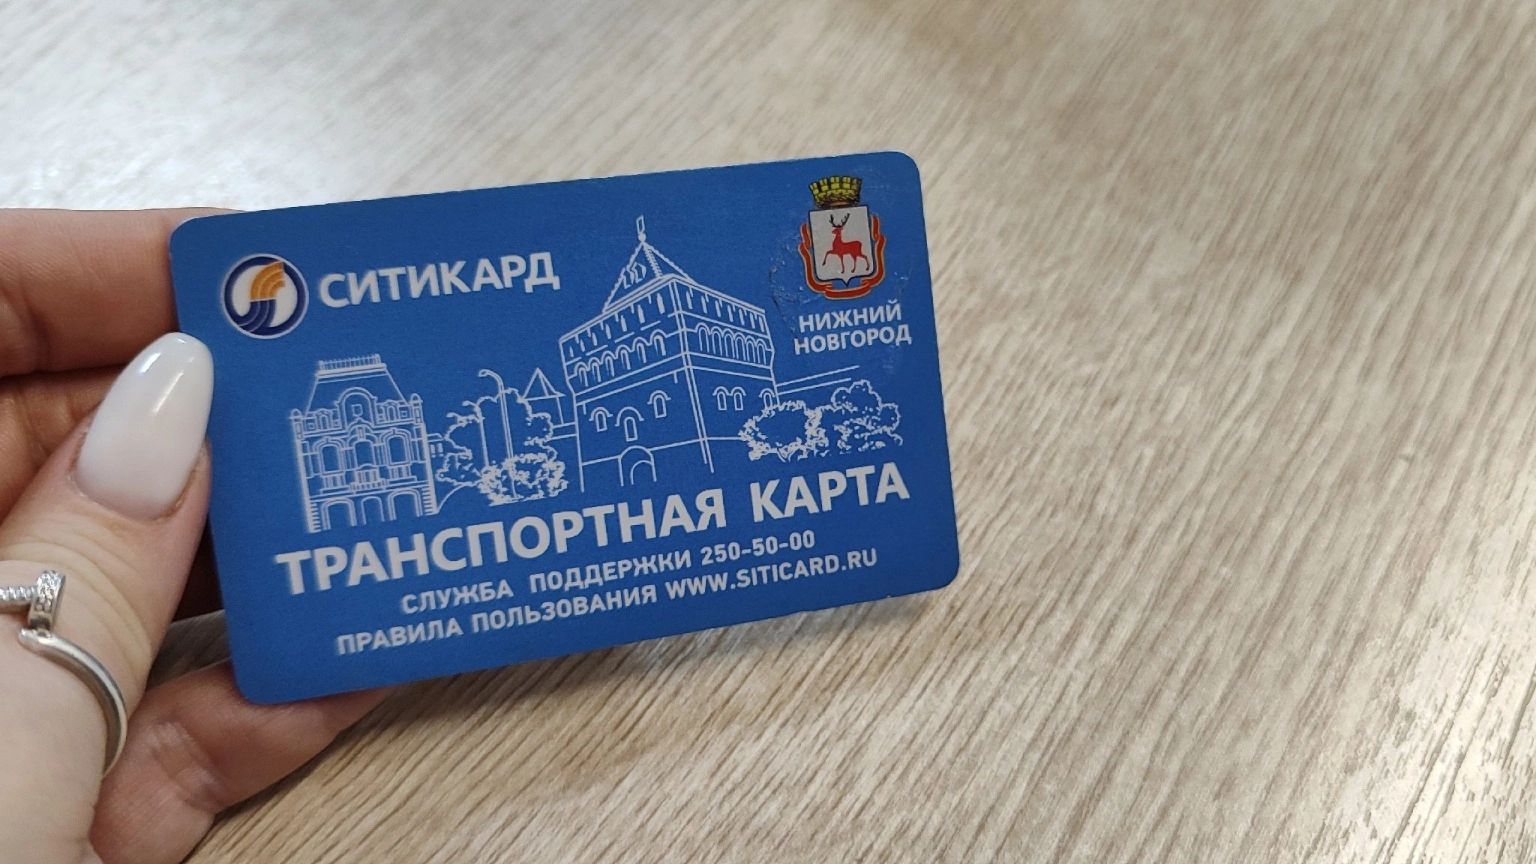 СИТИКАРД
НИЖНИЙ
НОВГОРОД
ТРАНСПОРТНАЯ КАРТА
СЛУЖБА ПОДДЕРЖКИ 250-50-00
ПРАВИЛА ПОЛЬЗОВАНИЯ WWW.SITICARD.RU